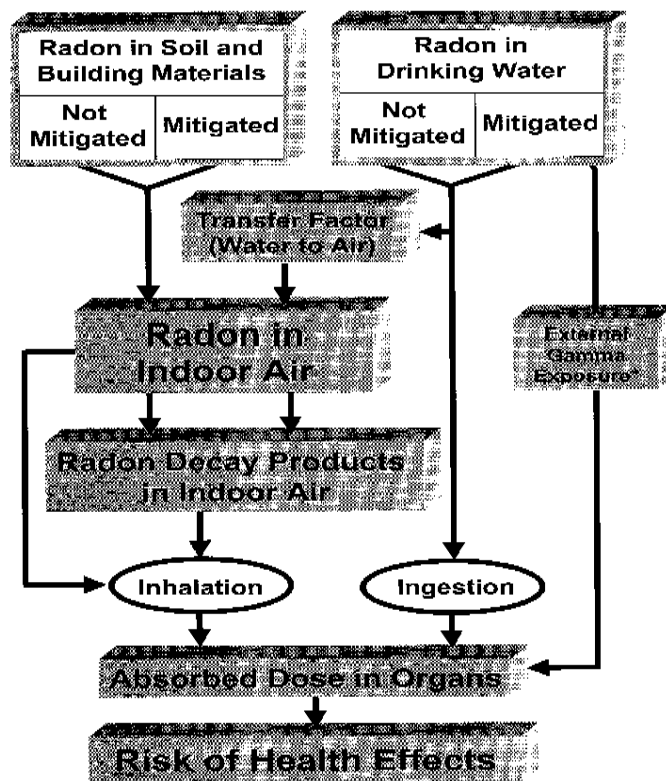 Radon in Soil and
Building Materials
Not
Mitigated
Mitigated
Radon in
Drinking Water
Not
Mitigated
Mitigated
Transfer Factor
(Water to Air)
Radon in
Indoor Air
External
Gamma
Exposure*
Radon Decay Products
in Indoor Air
Inhalation
Ingestion
Absorbed Dose in Organs
Risk of Health Effects